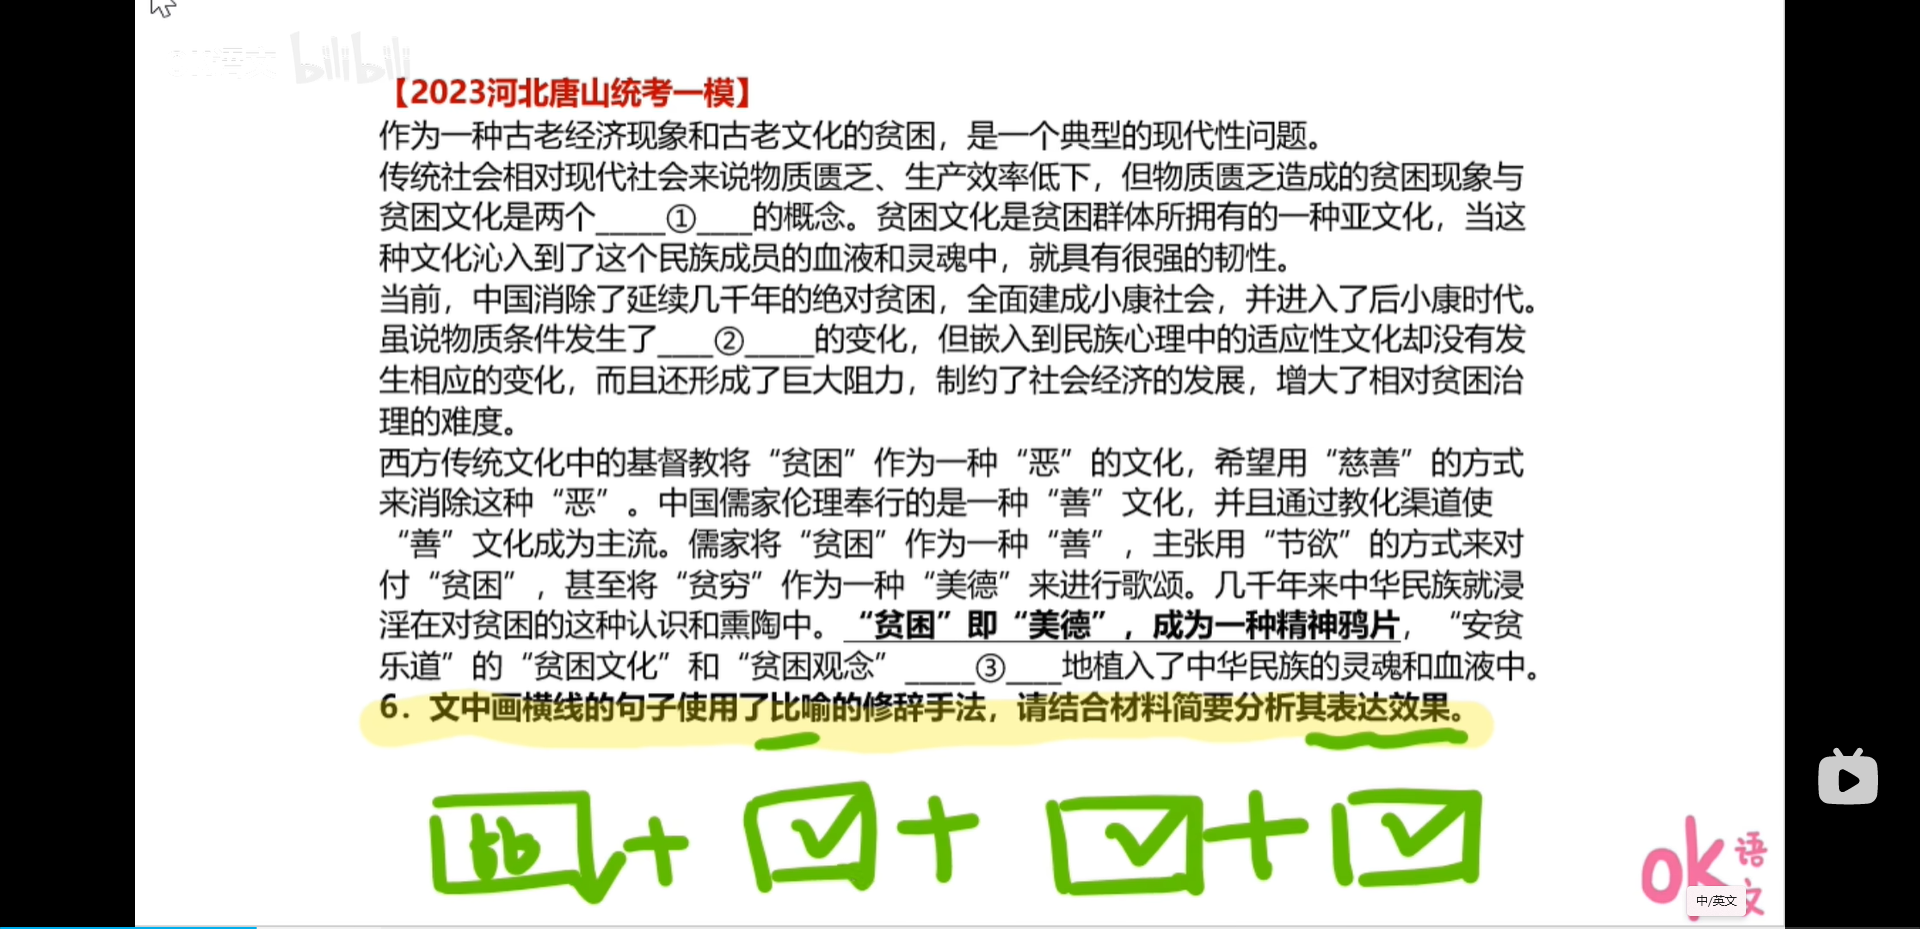 bilibili
【2023河北唐山统考一模】
作为一种古老经济现象和古老文化的贫困，是一个典型的现代性问题。
传统社会相对现代社会来说物质匮乏、生产效率低下，但物质匮乏造成的贫困现象与
贫困文化是两个_____①____的概念。贫困文化是贫困群体所拥有的一种亚文化，当这
种文化沁入到了这个民族成员的血液和灵魂中，就具有很强的韧性。
当前，中国消除了延续几千年的绝对贫困，全面建成小康社会，并进入了后小康时代。
虽说物质条件发生了____②_____的变化，但嵌入到民族心理中的适应性文化却没有发
生相应的变化，而且还形成了巨大阻力，制约了社会经济的发展，增大了相对贫困治
理的难度。
西方传统文化中的基督教将“贫困”作为一种“恶”的文化，希望用“慈善”的方式
来消除这种“恶”。中国儒家伦理奉行的是一种“善”文化，并且通过教化渠道使
“善”文化成为主流。儒家将“贫困”作为一种“善”，主张用“节欲”的方式来对
付“贫困”，甚至将“贫穷”作为一种“美德”来进行歌颂。几千年来中华民族就浸
淫在对贫困的这种认识和熏陶中。“贫困”即“美德”，成为一种精神鸦片，“安贫
乐道”的“贫困文化”和“贫困观念”_____③____地植入了中华民族的灵魂和血液中。
6．文中画横线的句子使用了比喻的修辞手法，请结合材料简要分析其表达效果。
+ + +
ok语文
中/英文